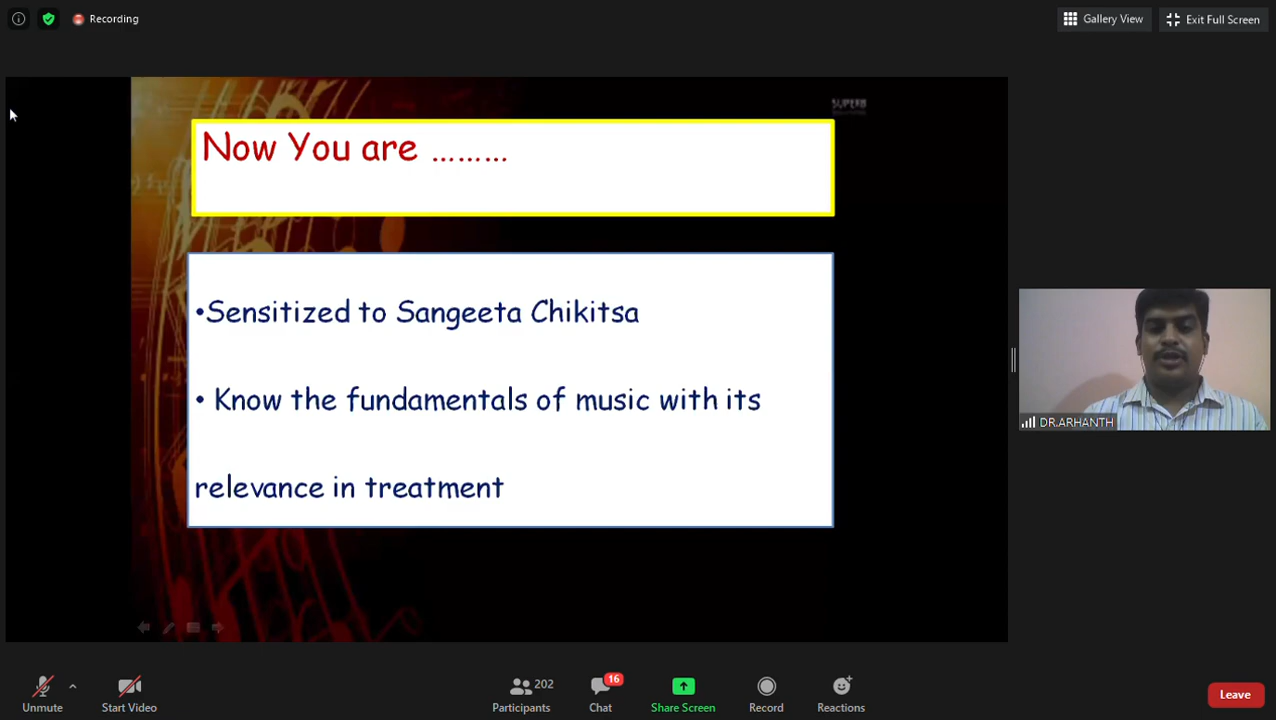 Recording
Gallery View
Exit Full Screen
SUPERB
Now You are .........
•Sensitized to Sangeeta Chikitsa
• Know the fundamentals of music with its
relevance in treatment
DR.ARHANTH
Unmute
Start Video
202
Participants
16
Chat
Share Screen
Record
Reactions
Leave